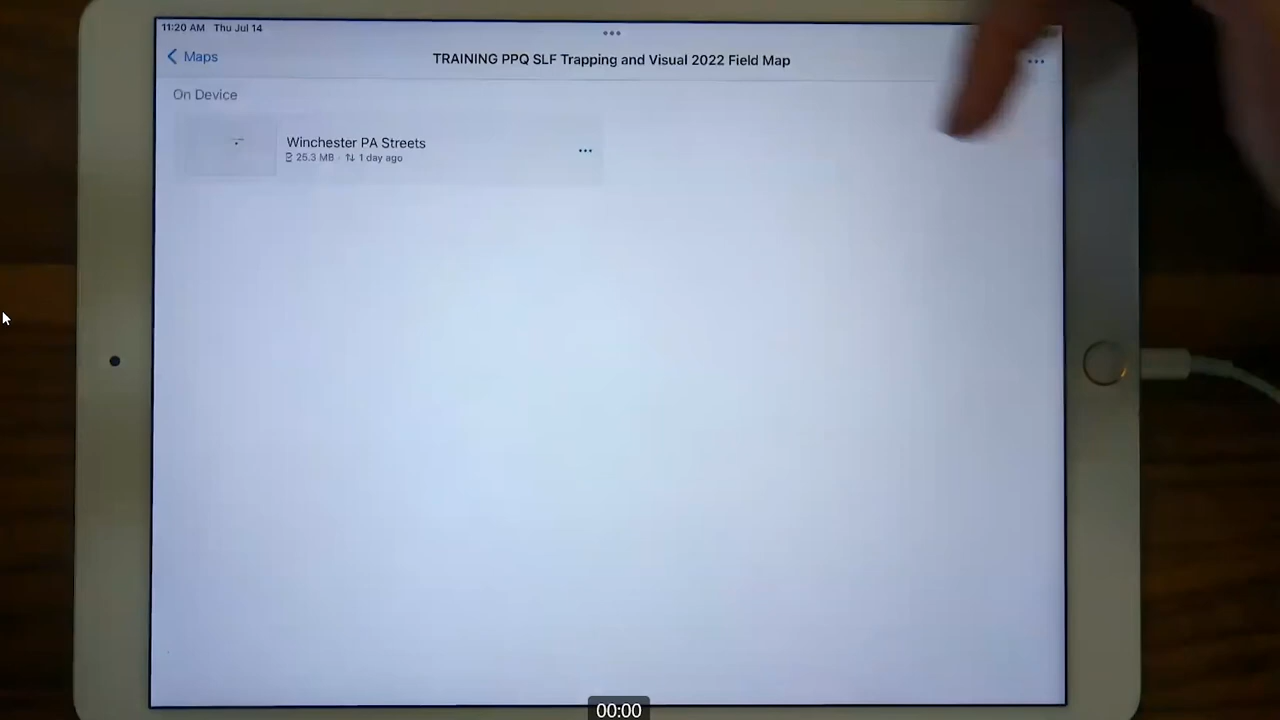 11:20 AM Thu Jul 14
Maps
TRAINING PPQ SLF Trapping and Visual 2022 Field Map
On Device
Winchester PA Streets
25.3 MB · 1 day ago
00:00